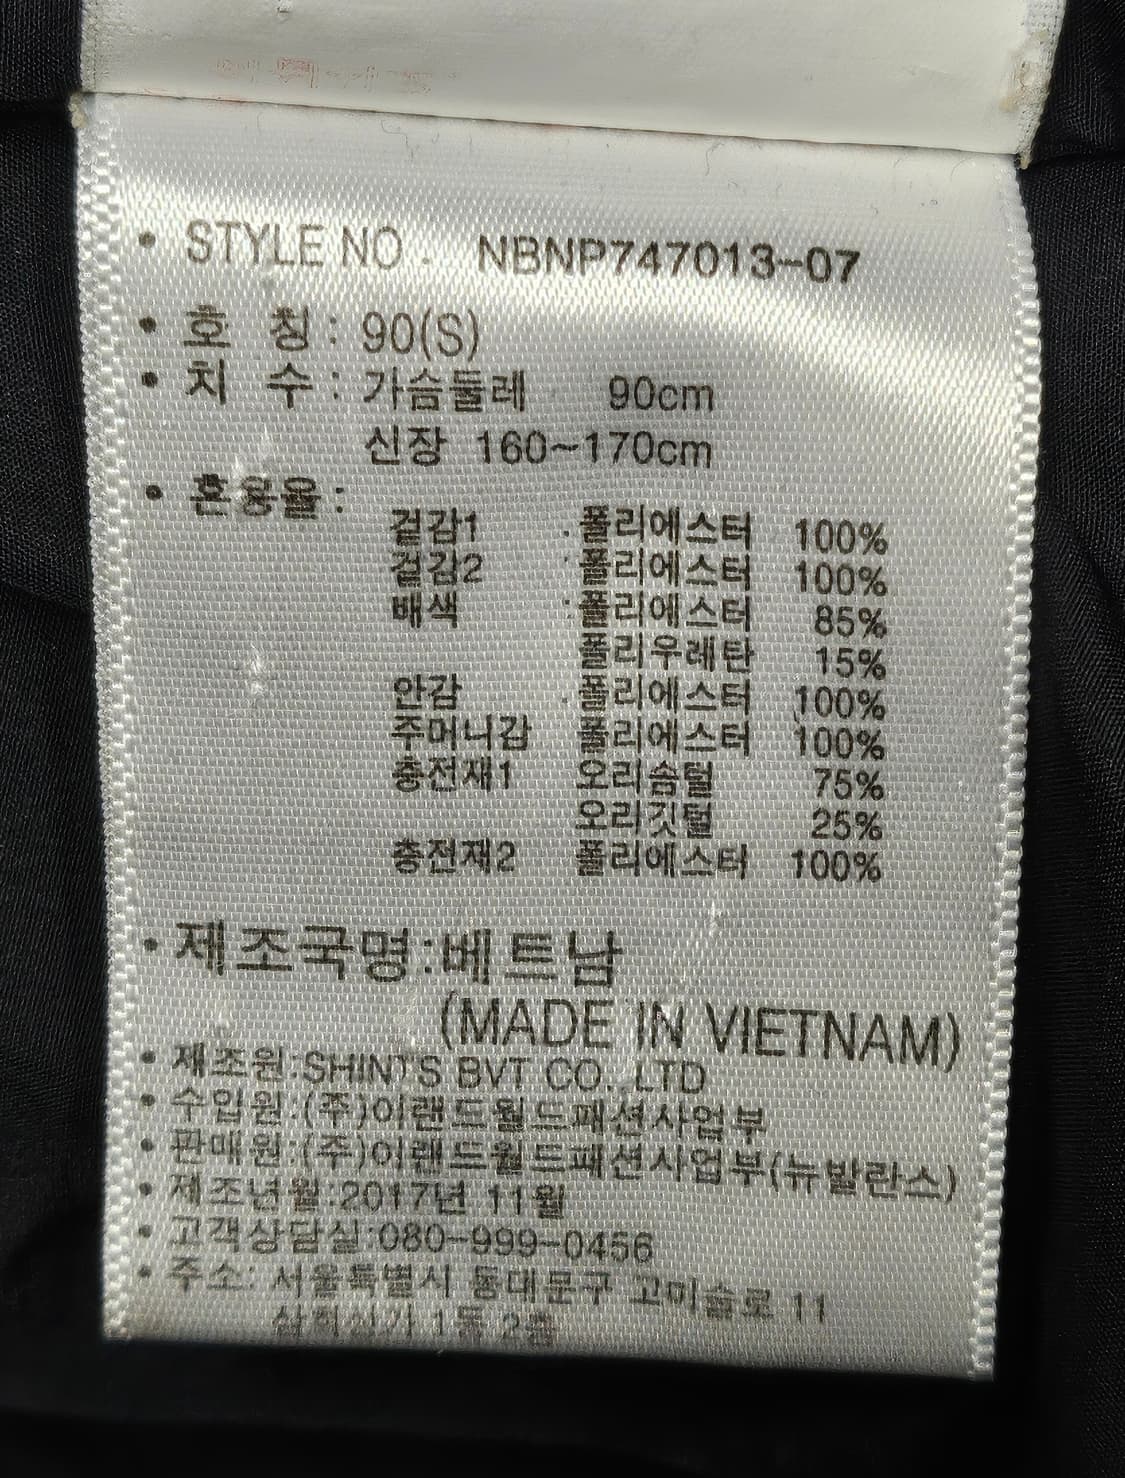 • STYLE NO. NBNP747013-07
• 호 칭 : 90(S)
• 치 수 : 가슴둘레 90cm
신장 160~170cm
• 혼용율 :
겉감1 폴리에스터 100%
겉감2 폴리에스터 100%
배색 폴리에스터 85%
폴리우레탄 15%
안감 폴리에스터 100%
주머니감 폴리에스터 100%
충전재1 오리솜털 75%
오리깃털 25%
충전재2 폴리에스터 100%
• 제조국명:베트남
(MADE IN VIETNAM)
• 제조원:SHINTS BVT CO.,LTD
• 수입원:(주)이랜드월드패션사업부
• 판매원:(주)이랜드월드패션사업부(뉴발란스)
• 제조년월:2017년 11월
• 고객상담실:080-999-0456
• 주소: 서울특별시 동대문구 고미술로 11
1동 2층